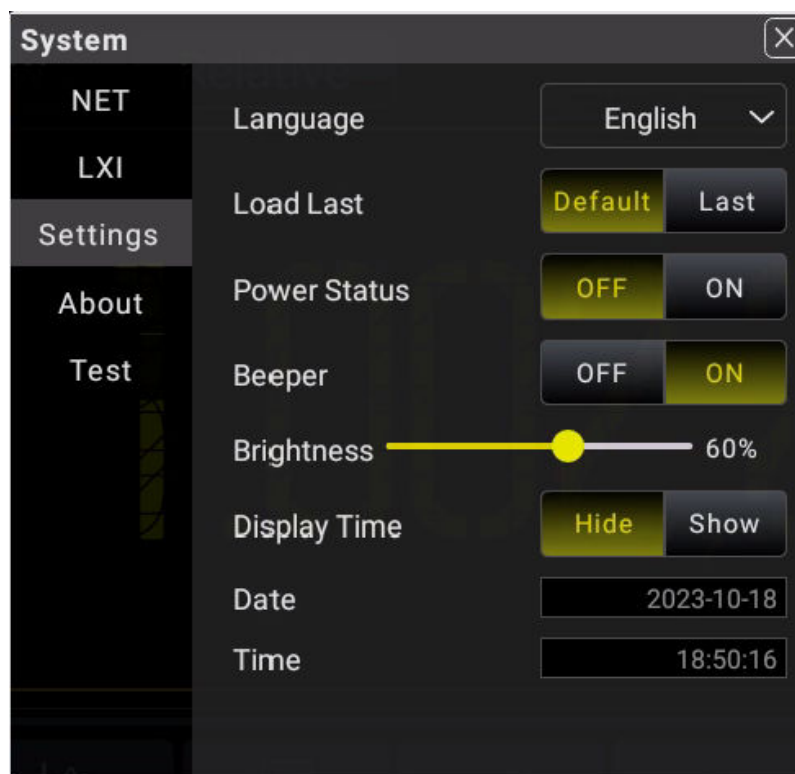 System
NET
LXI
Settings
About
Test
Language English
Load Last Default Last
Power Status OFF ON
Beeper OFF ON
Brightness 60%
Display Time Hide Show
Date 2023-10-18
Time 18:50:16